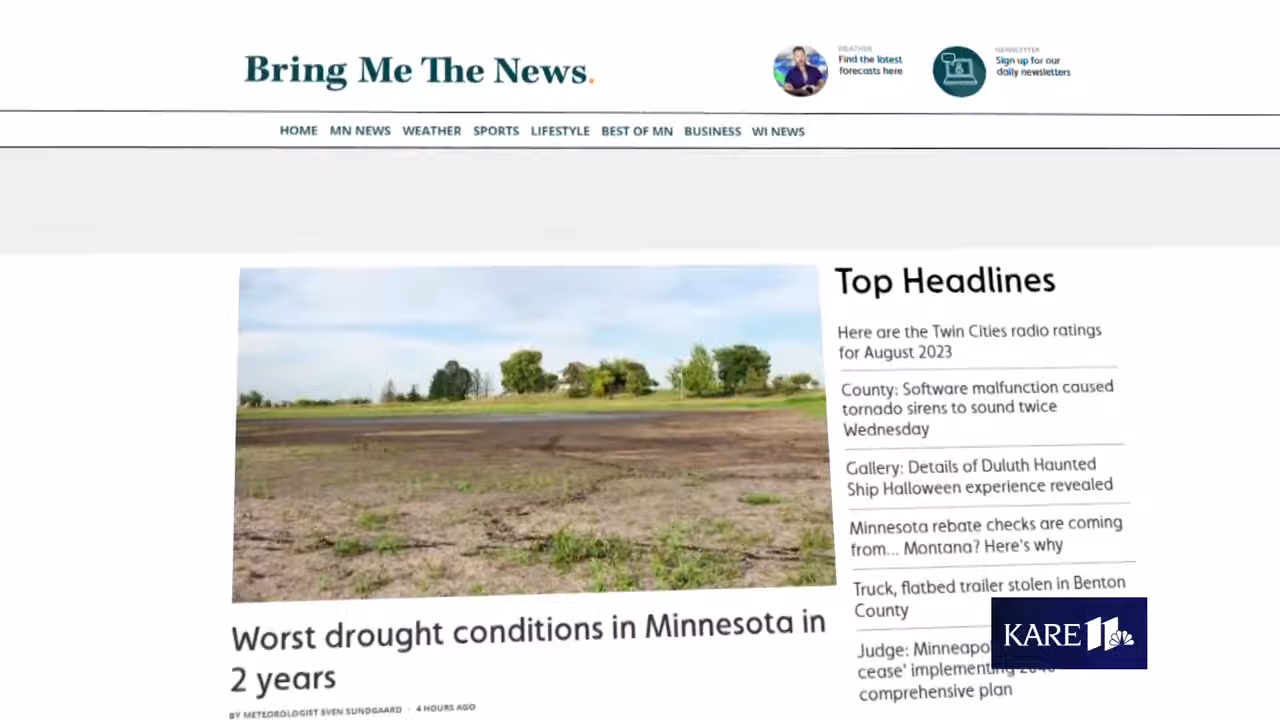 Bring Me The News.
WEATHER
Find the latest
forecasts here
NEWSLETTER
Sign up for our
daily newsletters
HOME MN NEWS WEATHER SPORTS LIFESTYLE BEST OF MN BUSINESS WI NEWS
Worst drought conditions in Minnesota in
2 years
BY METEOROLOGIST SVEN SUNDGAARD · 4 HOURS AGO
Top Headlines
Here are the Twin Cities radio ratings
for August 2023
County: Software malfunction caused
tornado sirens to sound twice
Wednesday
Gallery: Details of Duluth Haunted
Ship Halloween experience revealed
Minnesota rebate checks are coming
from... Montana? Here's why
Truck, flatbed trailer stolen in Benton
County
Judge:
cease' implementing
comprehensive plan
KARE 11